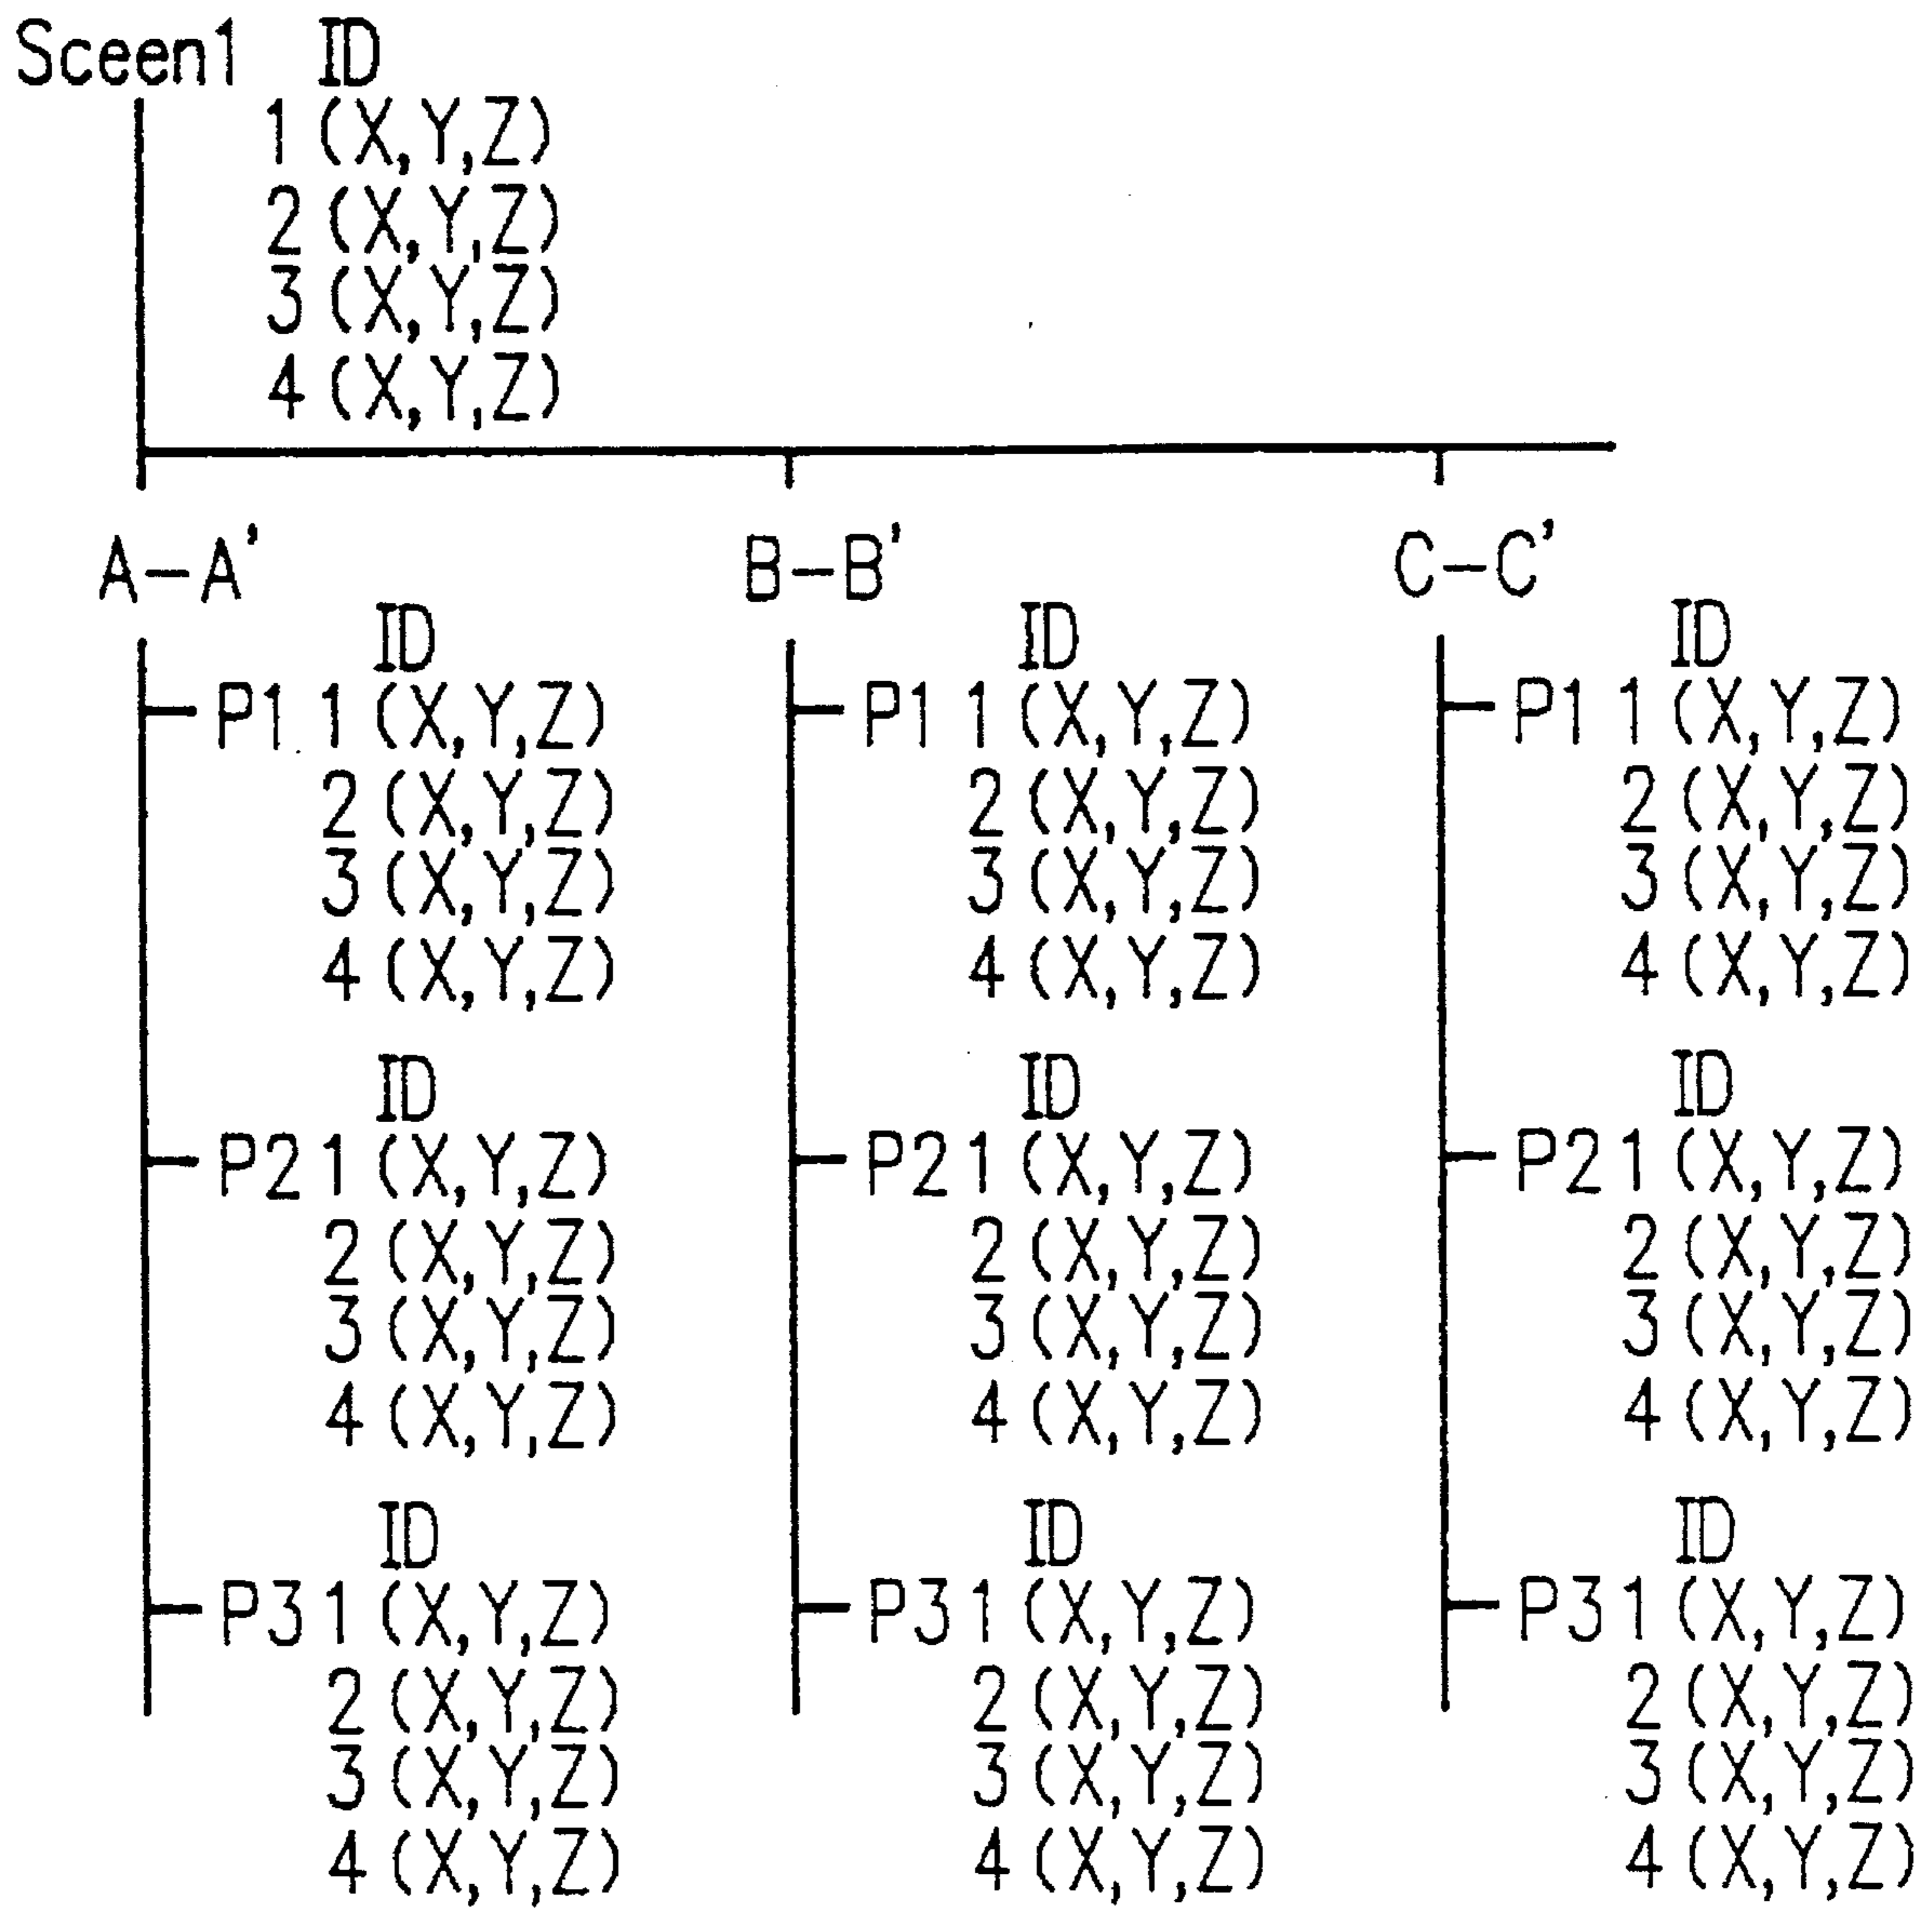 Sceen1 ID
1 (X,Y,Z)
2 (X,Y,Z)
3 (X,Y,Z)
4 (X,Y,Z)
A-A'
ID
P1 1 (X,Y,Z)
2 (X,Y,Z)
3 (X,Y,Z)
4 (X,Y,Z)
ID
P2 1 (X,Y,Z)
2 (X,Y,Z)
3 (X,Y,Z)
4 (X,Y,Z)
ID
P3 1 (X,Y,Z)
2 (X,Y,Z)
3 (X,Y,Z)
4 (X,Y,Z)
B-B'
ID
P1 1 (X,Y,Z)
2 (X,Y,Z)
3 (X,Y,Z)
4 (X,Y,Z)
ID
P2 1 (X,Y,Z)
2 (X,Y,Z)
3 (X,Y,Z)
4 (X,Y,Z)
ID
P3 1 (X,Y,Z)
2 (X,Y,Z)
3 (X,Y,Z)
4 (X,Y,Z)
C-C'
ID
P1 1 (X,Y,Z)
2 (X,Y,Z)
3 (X,Y,Z)
4 (X,Y,Z)
ID
P2 1 (X,Y,Z)
2 (X,Y,Z)
3 (X,Y,Z)
4 (X,Y,Z)
ID
P3 1 (X,Y,Z)
2 (X,Y,Z)
3 (X,Y,Z)
4 (X,Y,Z)